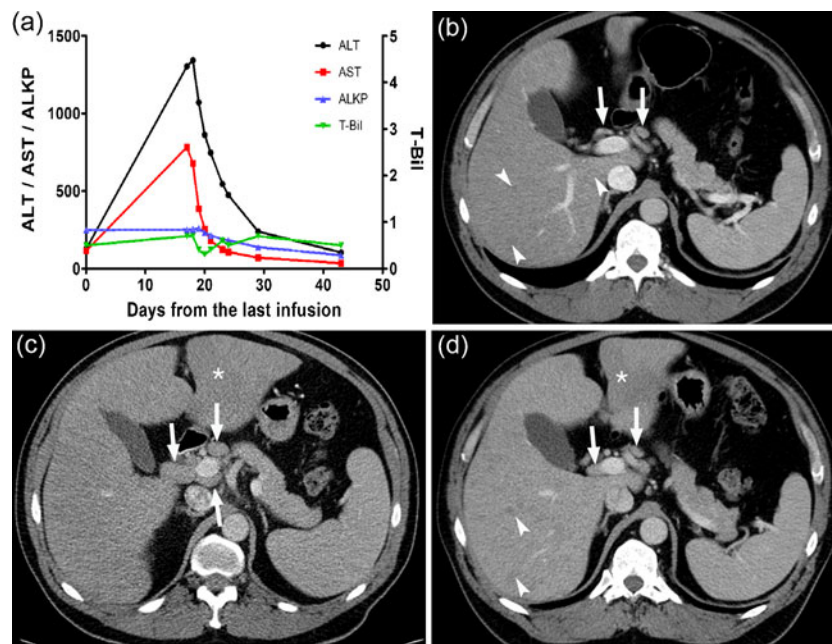 (a)
1500
1000
500
0
ALT / AST / ALKP
5
4
3
2
1
0
T-Bil
ALT
AST
ALKP
T-Bil
0
10
20
30
40
50
Days from the last infusion
(b)
(c)
*
(d)
*